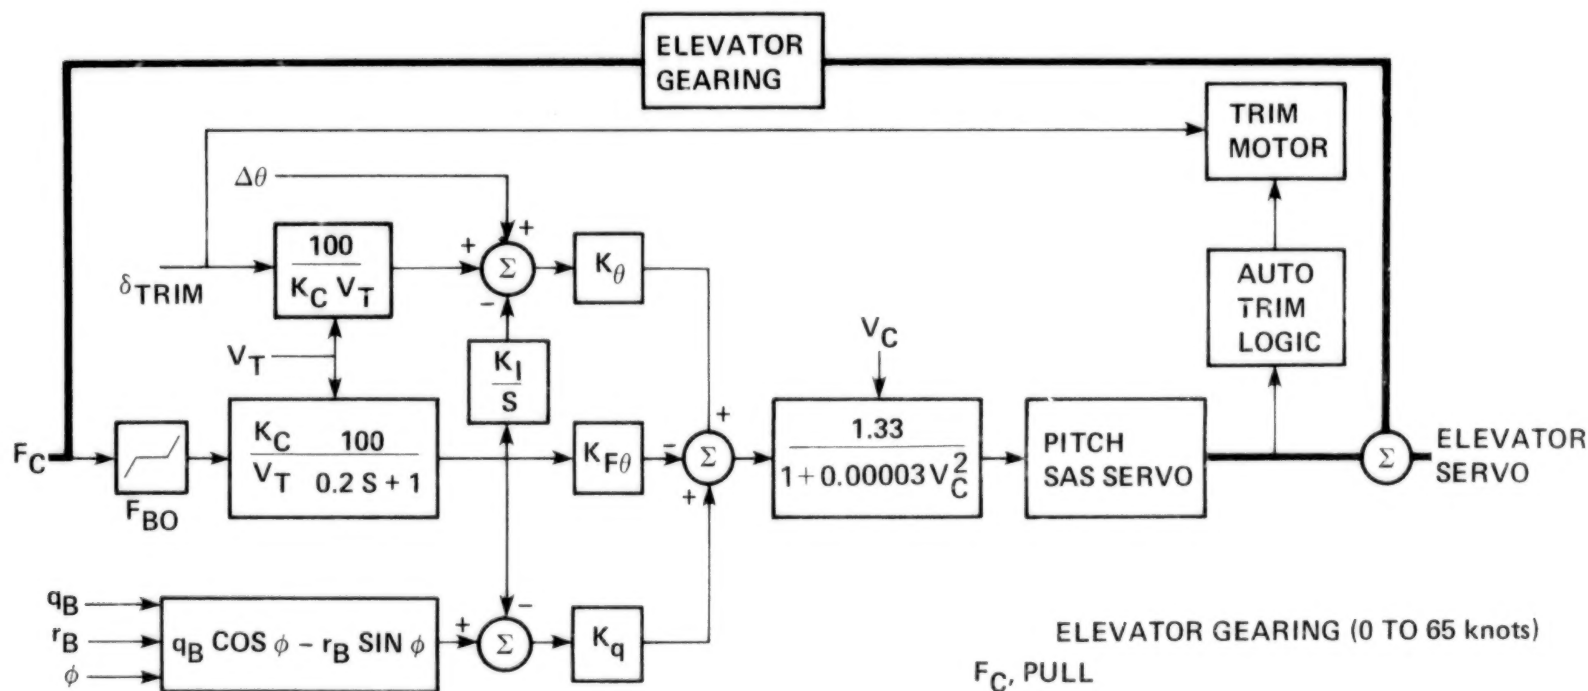 ELEVATOR
GEARING
TRIM
MOTOR
Δθ
+
100
K_C V_T
+
Σ
K_θ
δ_TRIM
-
AUTO
TRIM
LOGIC
V_T
K_I
S
V_C
F_C
K_C 100
V_T 0.2 S + 1
K_Fθ
+
-
Σ
+
1.33
1 + 0.00003 V_C^2
PITCH
SAS SERVO
Σ
ELEVATOR
SERVO
F_BO
q_B
r_B
φ
q_B COS φ – r_B SIN φ
+
-
Σ
K_q
ELEVATOR GEARING (0 TO 65 knots)
F_C, PULL